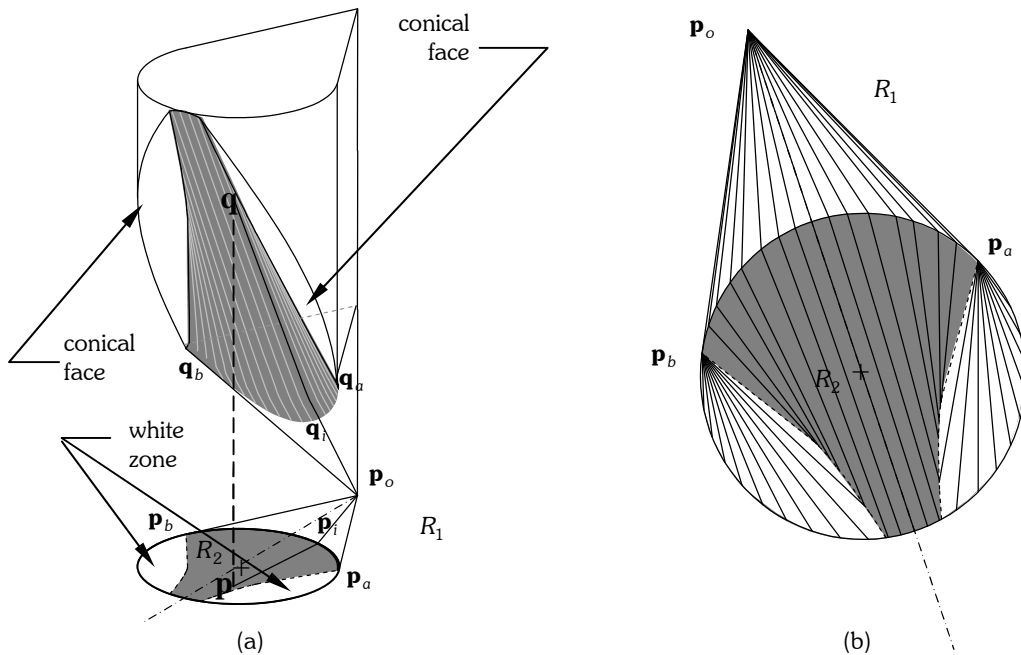 conical
face
q
conical
face
q_b
q_a
q_i
white
zone
p_o
p_b
p_i
R_1
R_2
p
p_a
(a)
p_o
R_1
p_a
p_b
R_2
(b)